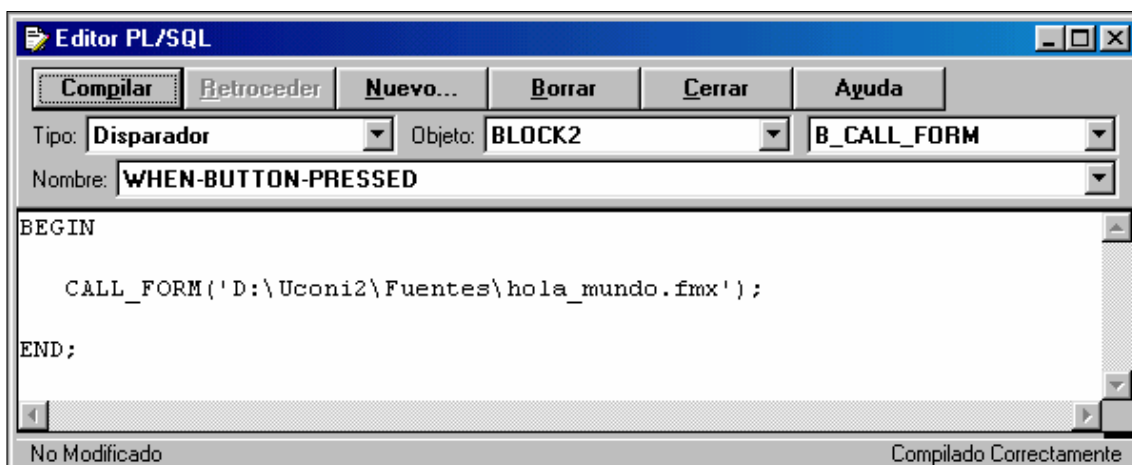 Editor PL/SQL
Compilar Retroceder Nuevo... Borrar Cerrar Ayuda
Tipo: Disparador Objeto: BLOCK2 B_CALL_FORM
Nombre: WHEN-BUTTON-PRESSED
BEGIN
CALL_FORM('D:\Uconi2\Fuentes\hola_mundo.fmx');
END;
No Modificado Compilado Correctamente